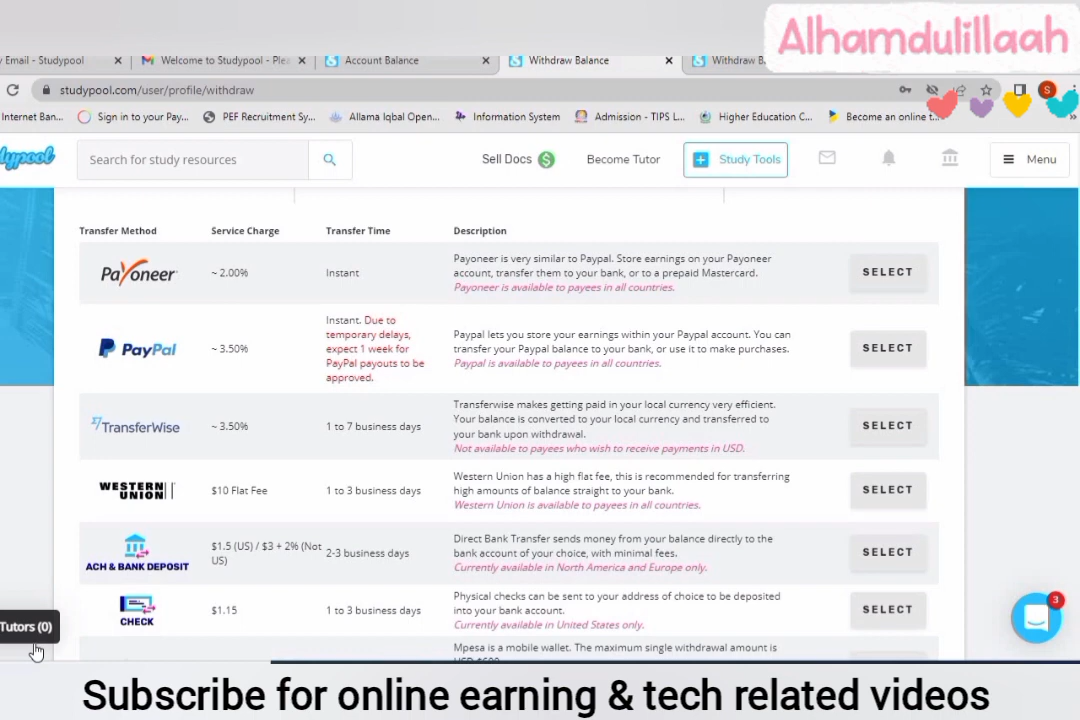 Alhamdulillaah
y Email - Studypool
Welcome to Studypool - Plea
Account Balance
Withdraw Balance
Withdraw B
studypool.com/user/profile/withdraw
S
Internet Ban...
Sign in to your Pay...
PEF Recruitment Sy...
Allama Iqbal Open...
Information System
Admission - TIPS L...
Higher Education C...
Become an online t...
dypool
Search for study resources
Sell Docs $
Become Tutor
Study Tools
Menu
Transfer Method
Service Charge
Transfer Time
Description
Payoneer
~ 2.00%
Instant
Payoneer is very similar to Paypal. Store earnings on your Payoneer
account, transfer them to your bank, or to a prepaid Mastercard.
Payoneer is available to payees in all countries.
SELECT
PayPal
~ 3.50%
Instant. Due to
temporary delays,
expect 1 week for
PayPal payouts to be
approved.
Paypal lets you store your earnings within your Paypal account. You can
transfer your Paypal balance to your bank, or use it to make purchases.
Paypal is available to payees in all countries.
SELECT
TransferWise
~ 3.50%
1 to 7 business days
Transferwise makes getting paid in your local currency very efficient.
Your balance is converted to your local currency and transferred to
your bank upon withdrawal.
Not available to payees who wish to receive payments in USD.
SELECT
WESTERN
UNION
$10 Flat Fee
1 to 3 business days
Western Union has a high flat fee, this is recommended for transferring
high amounts of balance straight to your bank.
Western Union is available to payees in all countries.
SELECT
ACH & BANK DEPOSIT
$1.5 (US) / $3 + 2% (Not
US)
2-3 business days
Direct Bank Transfer sends money from your balance directly to the
bank account of your choice, with minimal fees.
Currently available in North America and Europe only.
SELECT
CHECK
$1.15
1 to 3 business days
Physical checks can be sent to your address of choice to be deposited
into your bank account.
Currently available in United States only.
SELECT
3
Tutors (0)
Mpesa is a mobile wallet. The maximum single withdrawal amount is
Subscribe for online earning & tech related videos